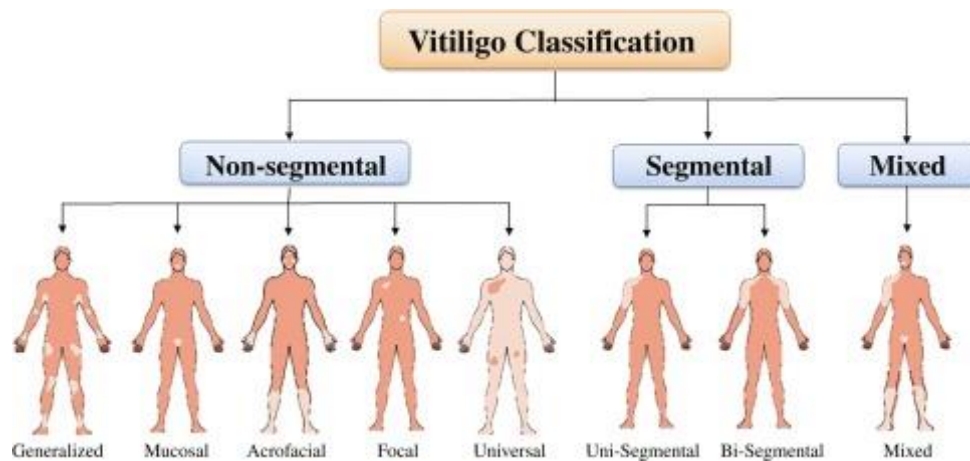 Vitiligo Classification
Non-segmental
Segmental
Mixed
Generalized
Mucosal
Acrofacial
Focal
Universal
Uni-Segmental
Bi-Segmental
Mixed